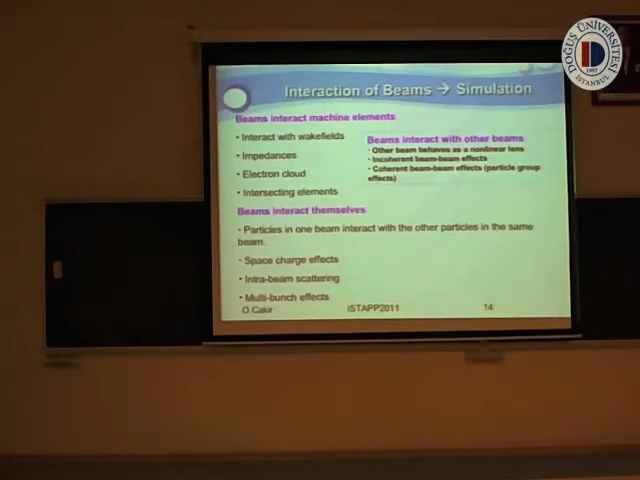 Interaction of Beams → Simulation
Beams interact machine elements
• Interact with wakefields
• Impedances
• Electron cloud
• Intersecting elements
Beams interact with other beams
• Other beam behaves as a nonlinear lens
• Incoherent beam-beam effects
• Coherent beam-beam effects (particle group
effects)
Beams interact themselves
• Particles in one beam interact with the other particles in the same
beam.
• Space charge effects
• Intra-beam scattering
• Multi-bunch effects
O.Cakir
ISTAPP2011
14
DOĞUŞ ÜNİVERSİTESİ
1997
İSTANBUL